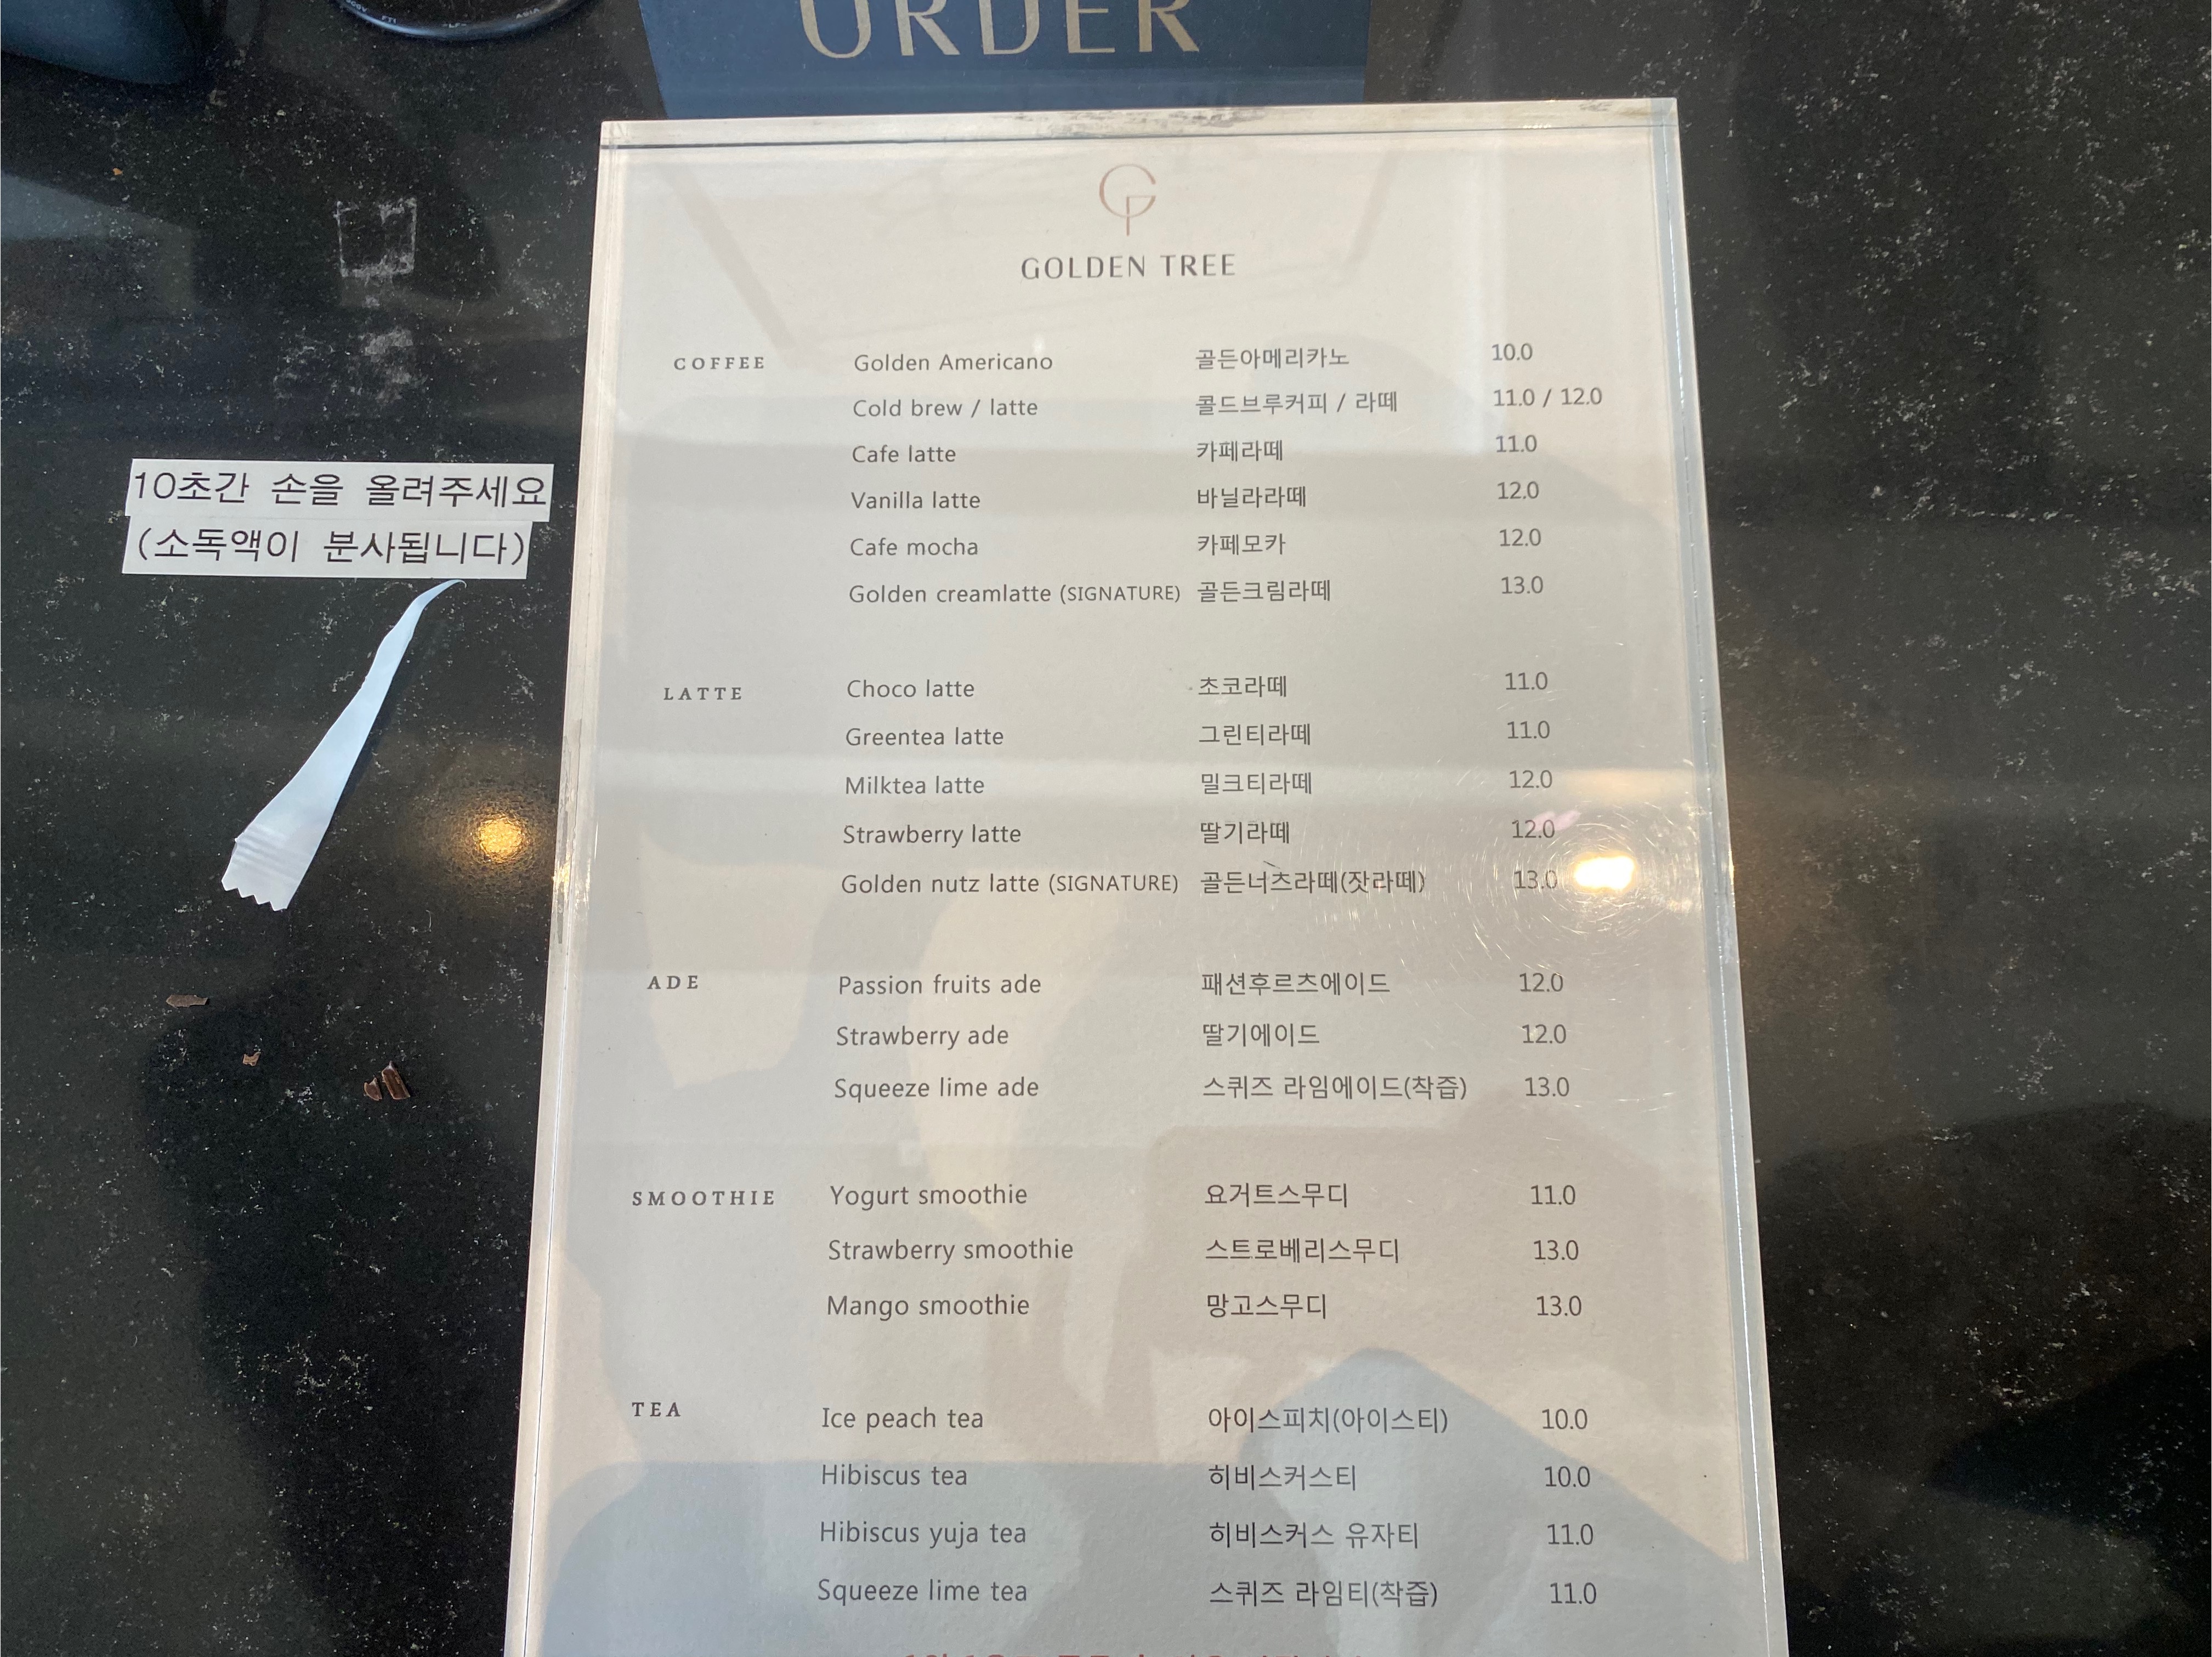 ORDER
GOLDEN TREE
COFFEE Golden Americano 골든아메리카노 10.0
Cold brew / latte 콜드브루커피 / 라떼 11.0 / 12.0
Cafe latte 카페라떼 11.0
Vanilla latte 바닐라라떼 12.0
Cafe mocha 카페모카 12.0
Golden creamlatte (SIGNATURE) 골든크림라떼 13.0
LATTE Choco latte 초코라떼 11.0
Greentea latte 그린티라떼 11.0
Milktea latte 밀크티라떼 12.0
Strawberry latte 딸기라떼 12.0
Golden nutz latte (SIGNATURE) 골든너츠라떼(잣라떼) 13.0
ADE Passion fruits ade 패션후르츠에이드 12.0
Strawberry ade 딸기에이드 12.0
Squeeze lime ade 스퀴즈 라임에이드(착즙) 13.0
SMOOTHIE Yogurt smoothie 요거트스무디 11.0
Strawberry smoothie 스트로베리스무디 13.0
Mango smoothie 망고스무디 13.0
TEA Ice peach tea 아이스피치(아이스티) 10.0
Hibiscus tea 히비스커스티 10.0
Hibiscus yuja tea 히비스커스 유자티 11.0
Squeeze lime tea 스퀴즈 라임티(착즙) 11.0
10초간 손을 올려주세요
(소독액이 분사됩니다)